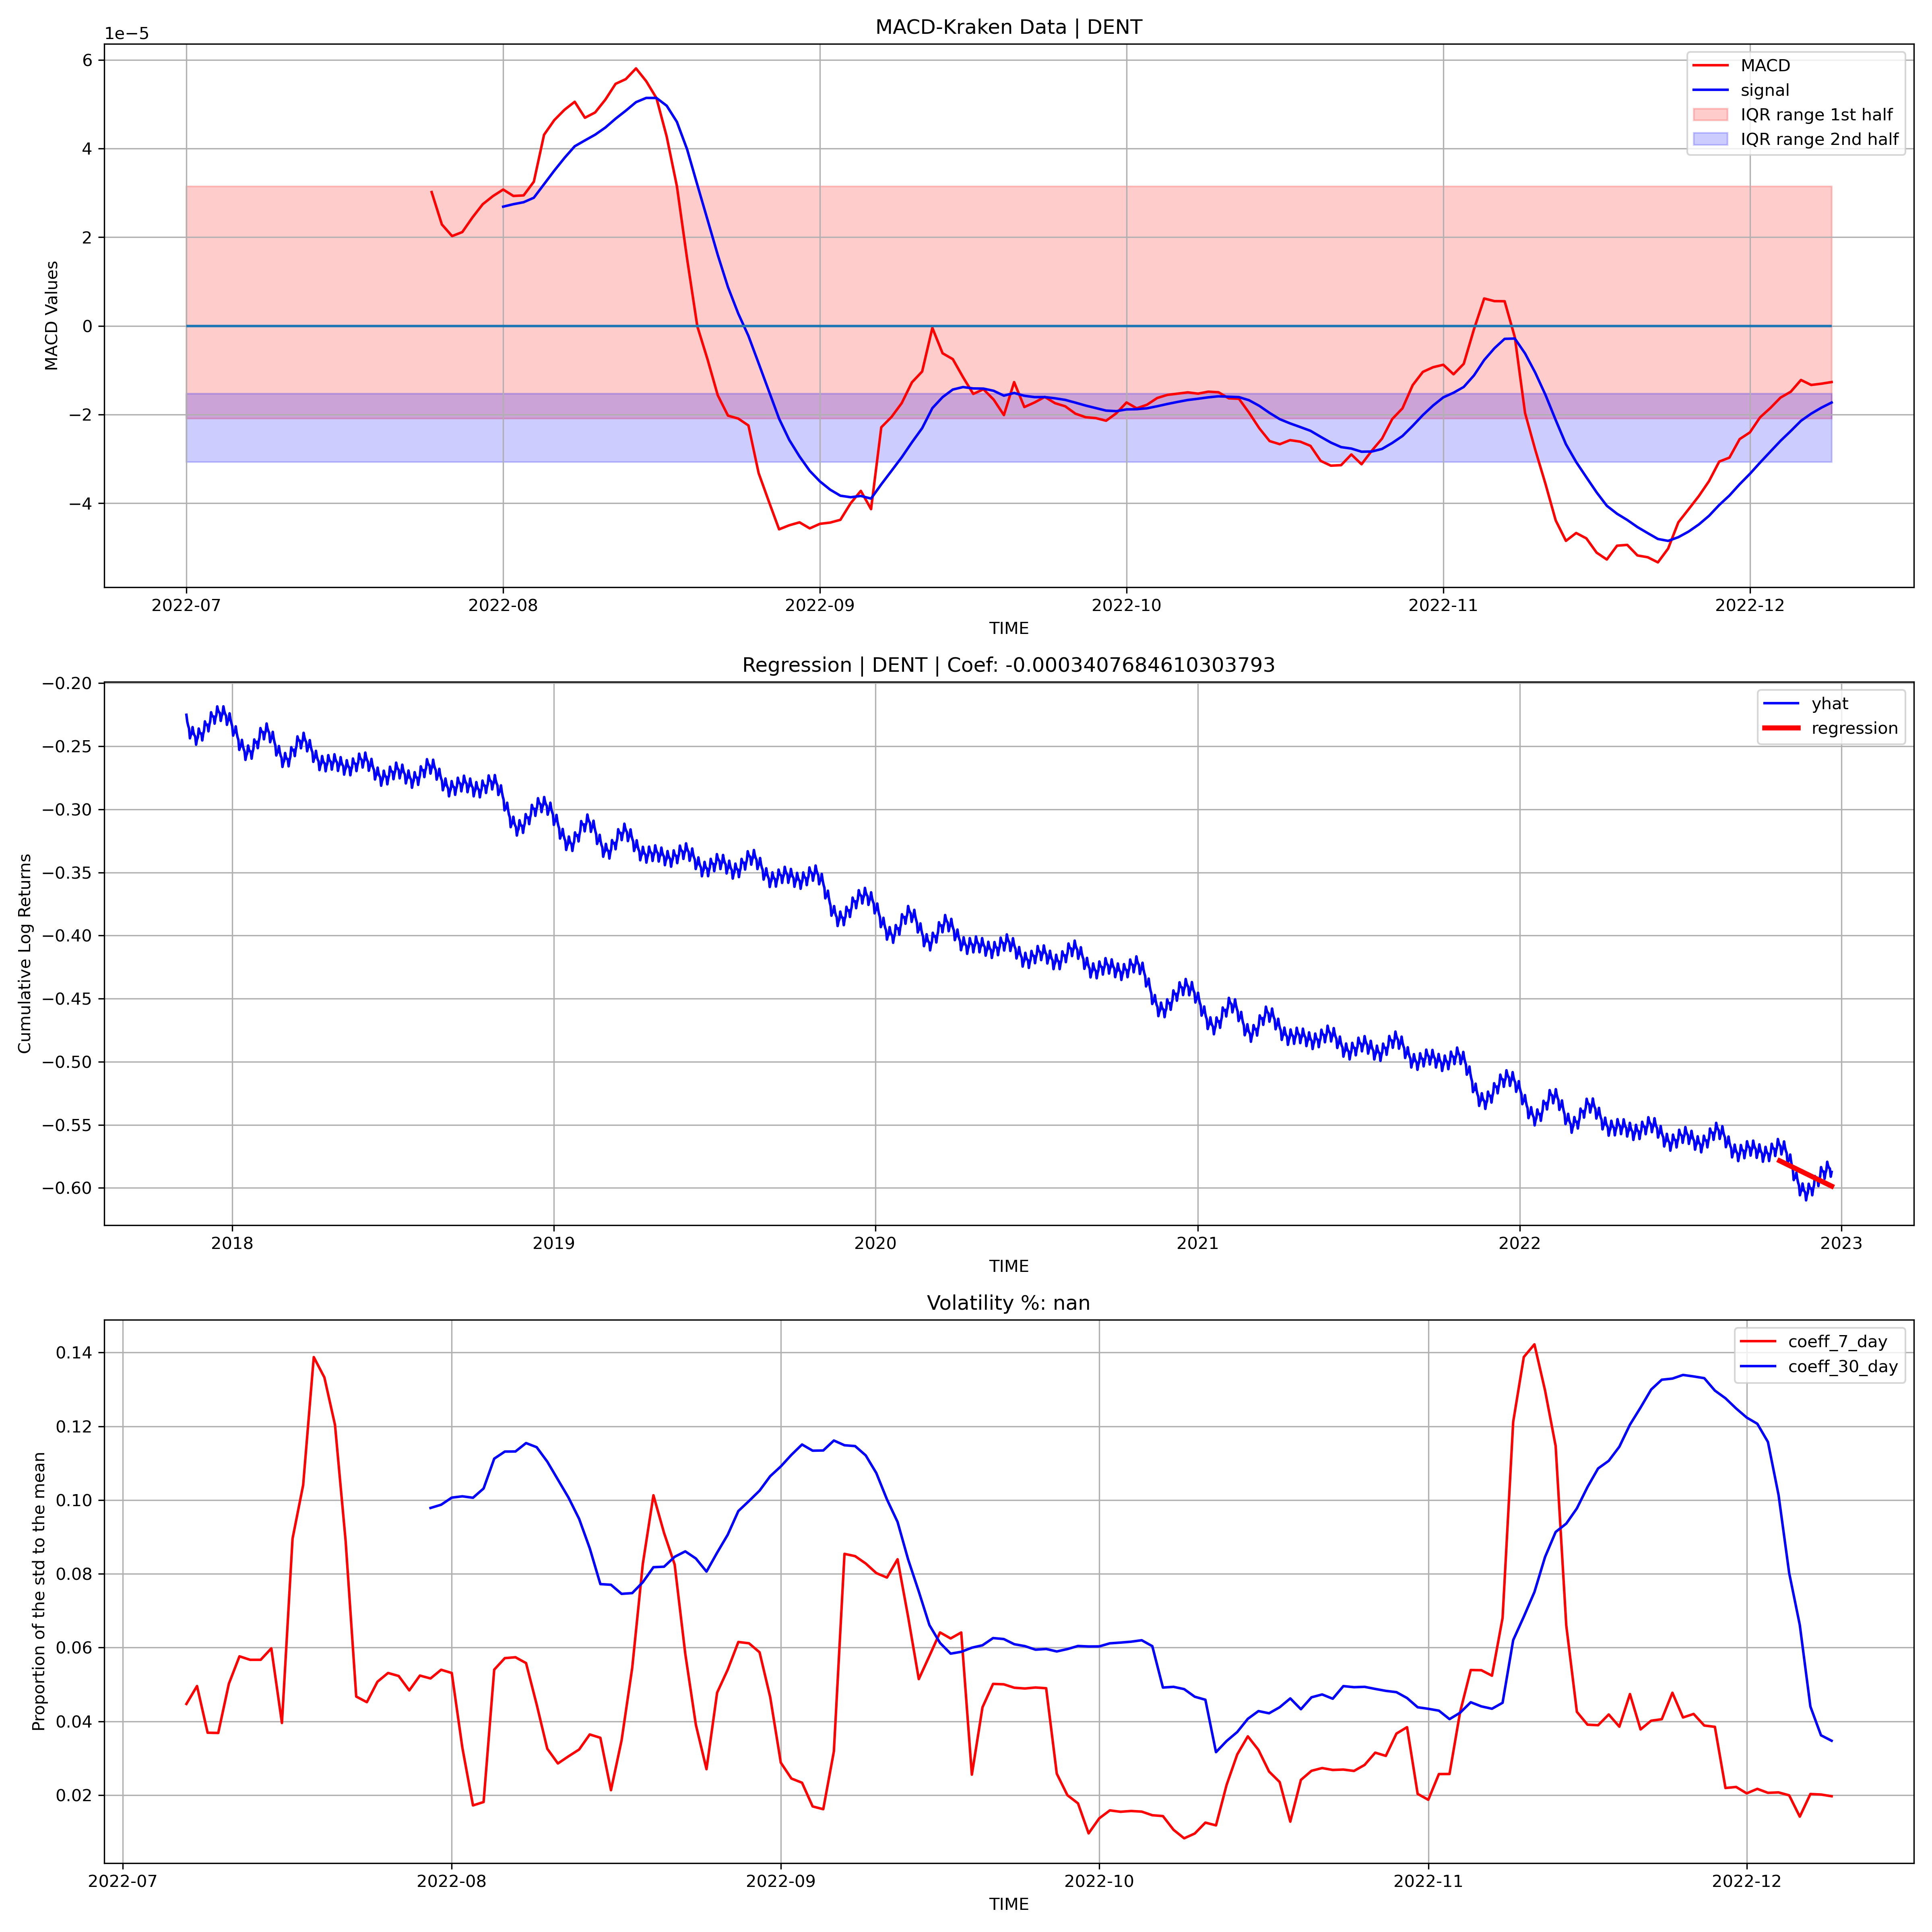 MACD-Kraken Data | DENT
1e−5
6
4
2
0
−2
−4
MACD Values
MACD
signal
IQR range 1st half
IQR range 2nd half
2022-07 2022-08 2022-09 2022-10 2022-11 2022-12
TIME
Regression | DENT | Coef: -0.0003407684610303793
−0.20
−0.25
−0.30
−0.35
−0.40
−0.45
−0.50
−0.55
−0.60
Cumulative Log Returns
yhat
regression
2018 2019 2020 2021 2022 2023
TIME
Volatility %: nan
0.14
0.12
0.10
0.08
0.06
0.04
0.02
Proportion of the std to the mean
coeff_7_day
coeff_30_day
2022-07 2022-08 2022-09 2022-10 2022-11 2022-12
TIME